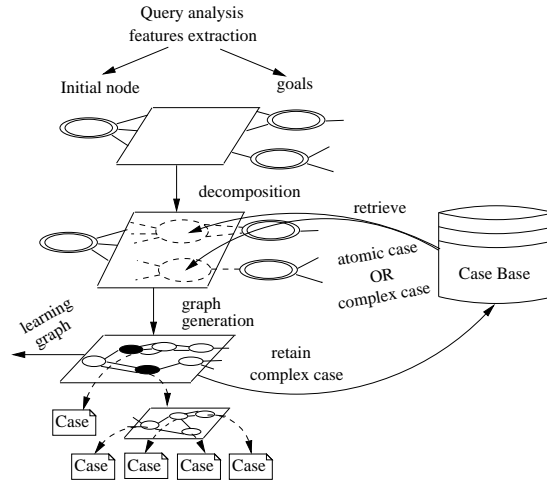 Query analysis
features extraction
Initial node
goals
decomposition
retrieve
atomic case
OR
complex case
Case Base
graph
generation
learning
graph
retain
complex case
Case
Case
Case
Case
Case